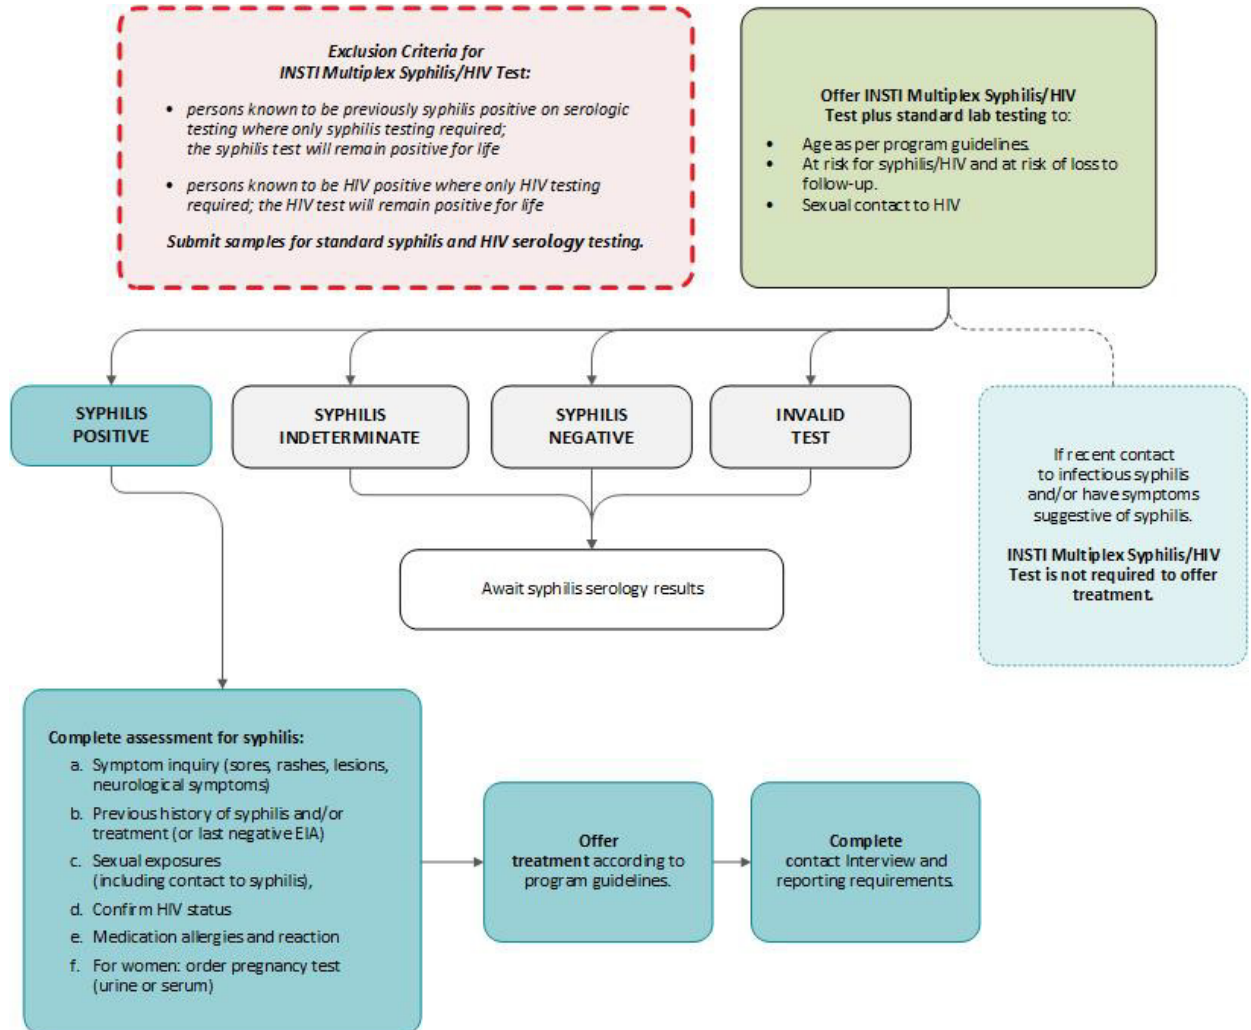 Exclusion Criteria for
INSTI Multiplex Syphilis/HIV Test:
• persons known to be previously syphilis positive on serologic
testing where only syphilis testing required;
the syphilis test will remain positive for life
• persons known to be HIV positive where only HIV testing
required; the HIV test will remain positive for life
Submit samples for standard syphilis and HIV serology testing.
Offer INSTI Multiplex Syphilis/HIV
Test plus standard lab testing to:
• Age as per program guidelines.
• At risk for syphilis/HIV and at risk of loss to
follow-up.
• Sexual contact to HIV
SYPHILIS
POSITIVE
SYPHILIS
INDETERMINATE
SYPHILIS
NEGATIVE
INVALID
TEST
If recent contact
to infectious syphilis
and/or have symptoms
suggestive of syphilis.
INSTI Multiplex Syphilis/HIV
Test is not required to offer
treatment.
Await syphilis serology results
Complete assessment for syphilis:
a. Symptom inquiry (sores, rashes, lesions,
neurological symptoms)
b. Previous history of syphilis and/or
treatment (or last negative EIA)
c. Sexual exposures
(including contact to syphilis),
d. Confirm HIV status
e. Medication allergies and reaction
f. For women: order pregnancy test
(urine or serum)
Offer
treatment according to
program guidelines.
Complete
contact Interview and
reporting requirements.